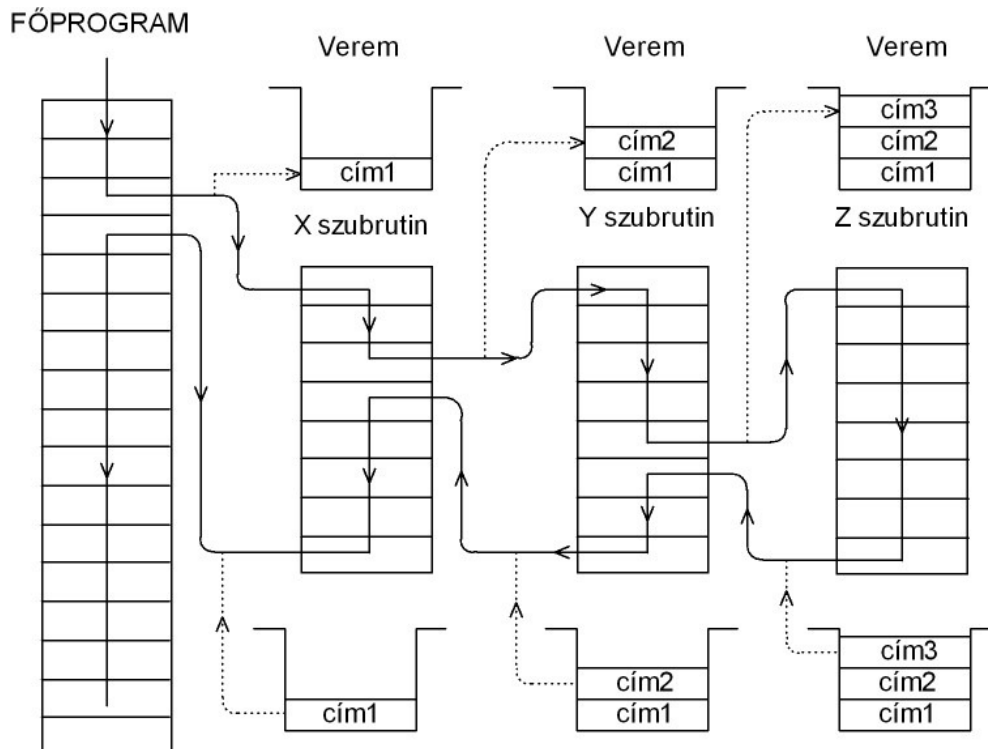 FŐPROGRAM
Verem
Verem
Verem
cím1
cím2
cím1
cím3
cím2
cím1
X szubrutin
Y szubrutin
Z szubrutin
cím1
cím2
cím1
cím3
cím2
cím1